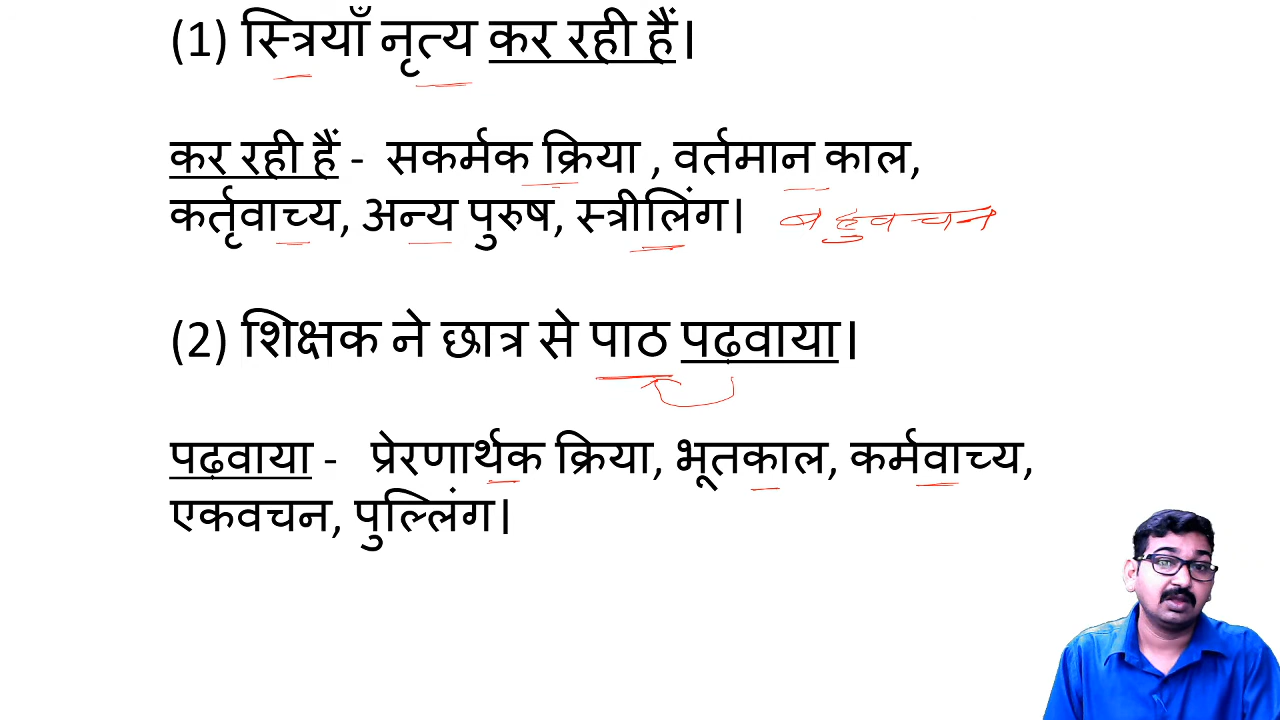 (1) स्त्रियाँ नृत्य कर रही हैं।
कर रही हैं - सकर्मक क्रिया , वर्तमान काल,
कर्तृवाच्य, अन्य पुरुष, स्त्रीलिंग। बहुवचन
(2) शिक्षक ने छात्र से पाठ पढ़वाया।
पढ़वाया - प्रेरणार्थक क्रिया, भूतकाल, कर्मवाच्य,
एकवचन, पुल्लिंग।